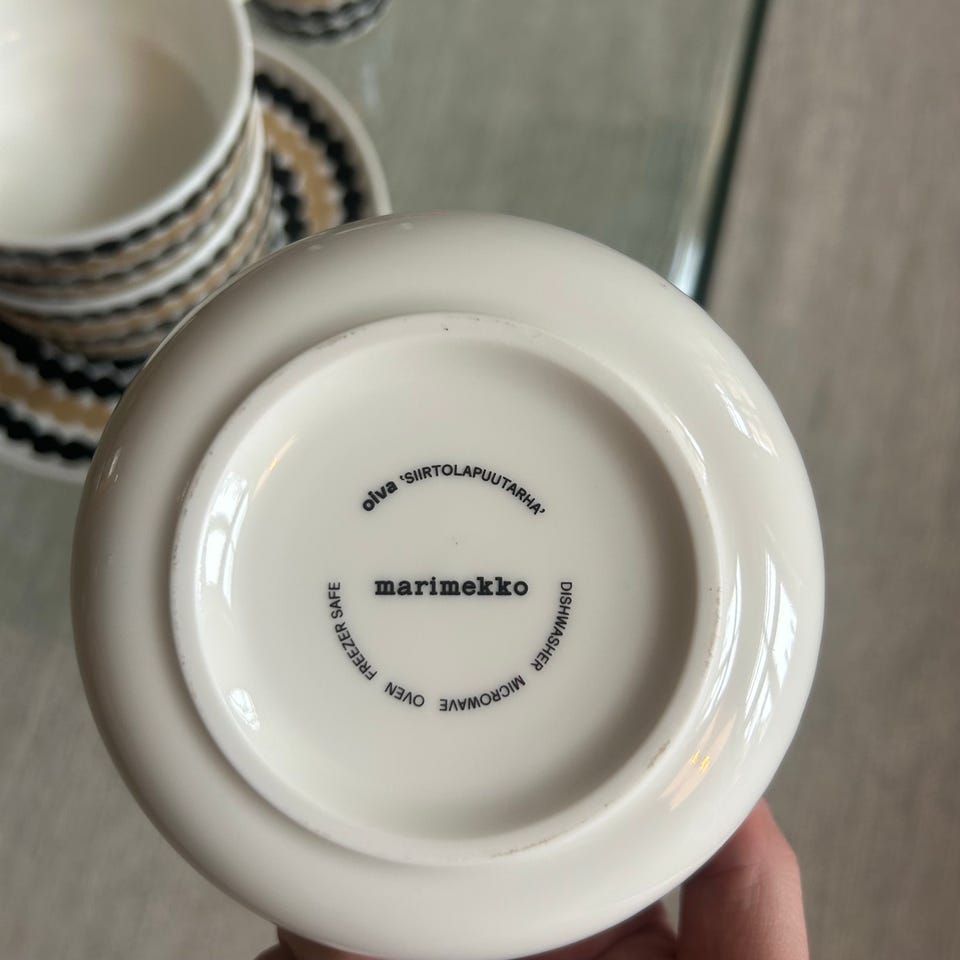 oiva ‘SIIRTOLAPUUTARHA’
marimekko
DISHWASHER MICROWAVE OVEN FREEZER SAFE